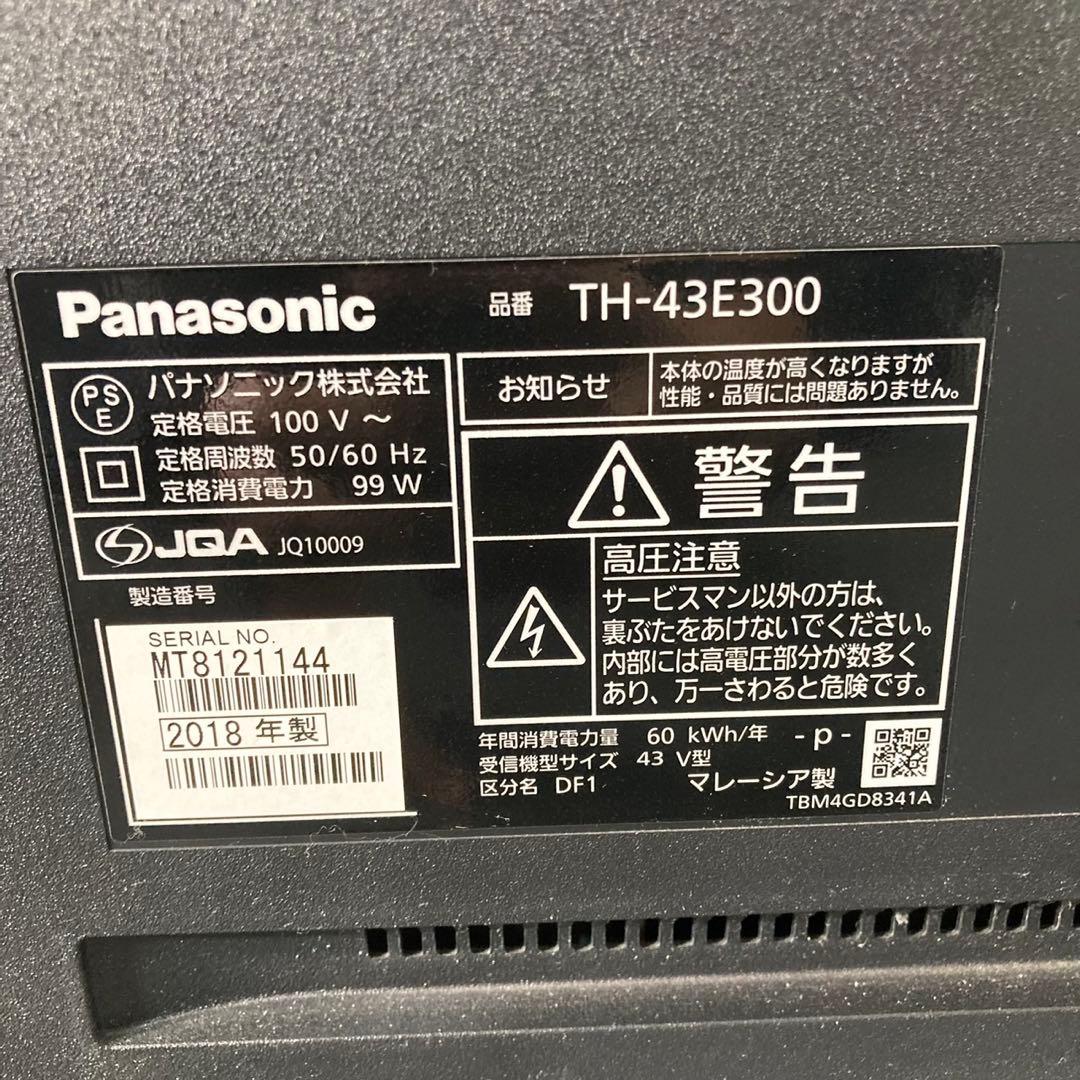 Panasonic
品番 TH-43E300
PS
E
パナソニック株式会社
定格電圧 100 V ～
定格周波数 50/60 Hz
定格消費電力 99 W
JQA JQ10009
製造番号
SERIAL NO.
MT8121144
2018 年製
お知らせ
本体の温度が高くなりますが
性能・品質には問題ありません。
警告
高圧注意
サービスマン以外の方は、
裏ぶたをあけないでください。
内部には高電圧部分が数多く
あり、万一さわると危険です。
年間消費電力量 60 kWh/年 - p -
受信機型サイズ 43 V型
区分名 DF1 マレーシア製
TBM4GD8341A